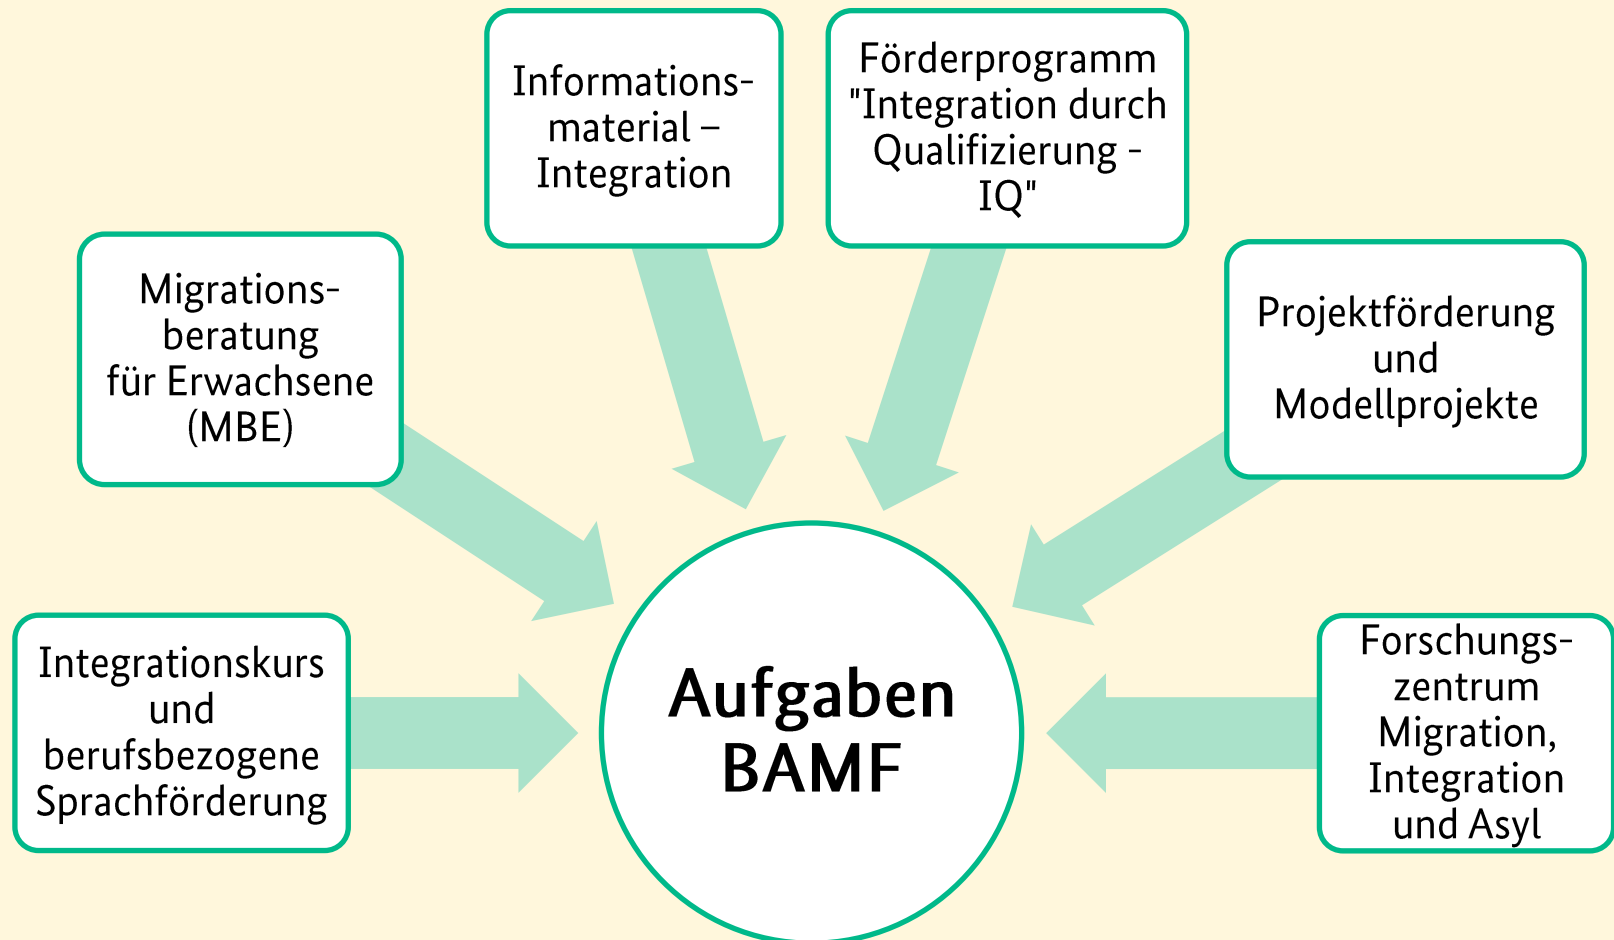 Informations-
material –
Integration
Förderprogramm
"Integration durch
Qualifizierung -
IQ"
Migrations-
beratung
für Erwachsene
(MBE)
Projektförderung
und
Modellprojekte
Integrationskurs
und
berufsbezogene
Sprachförderung
Aufgaben
BAMF
Forschungs-
zentrum
Migration,
Integration
und Asyl